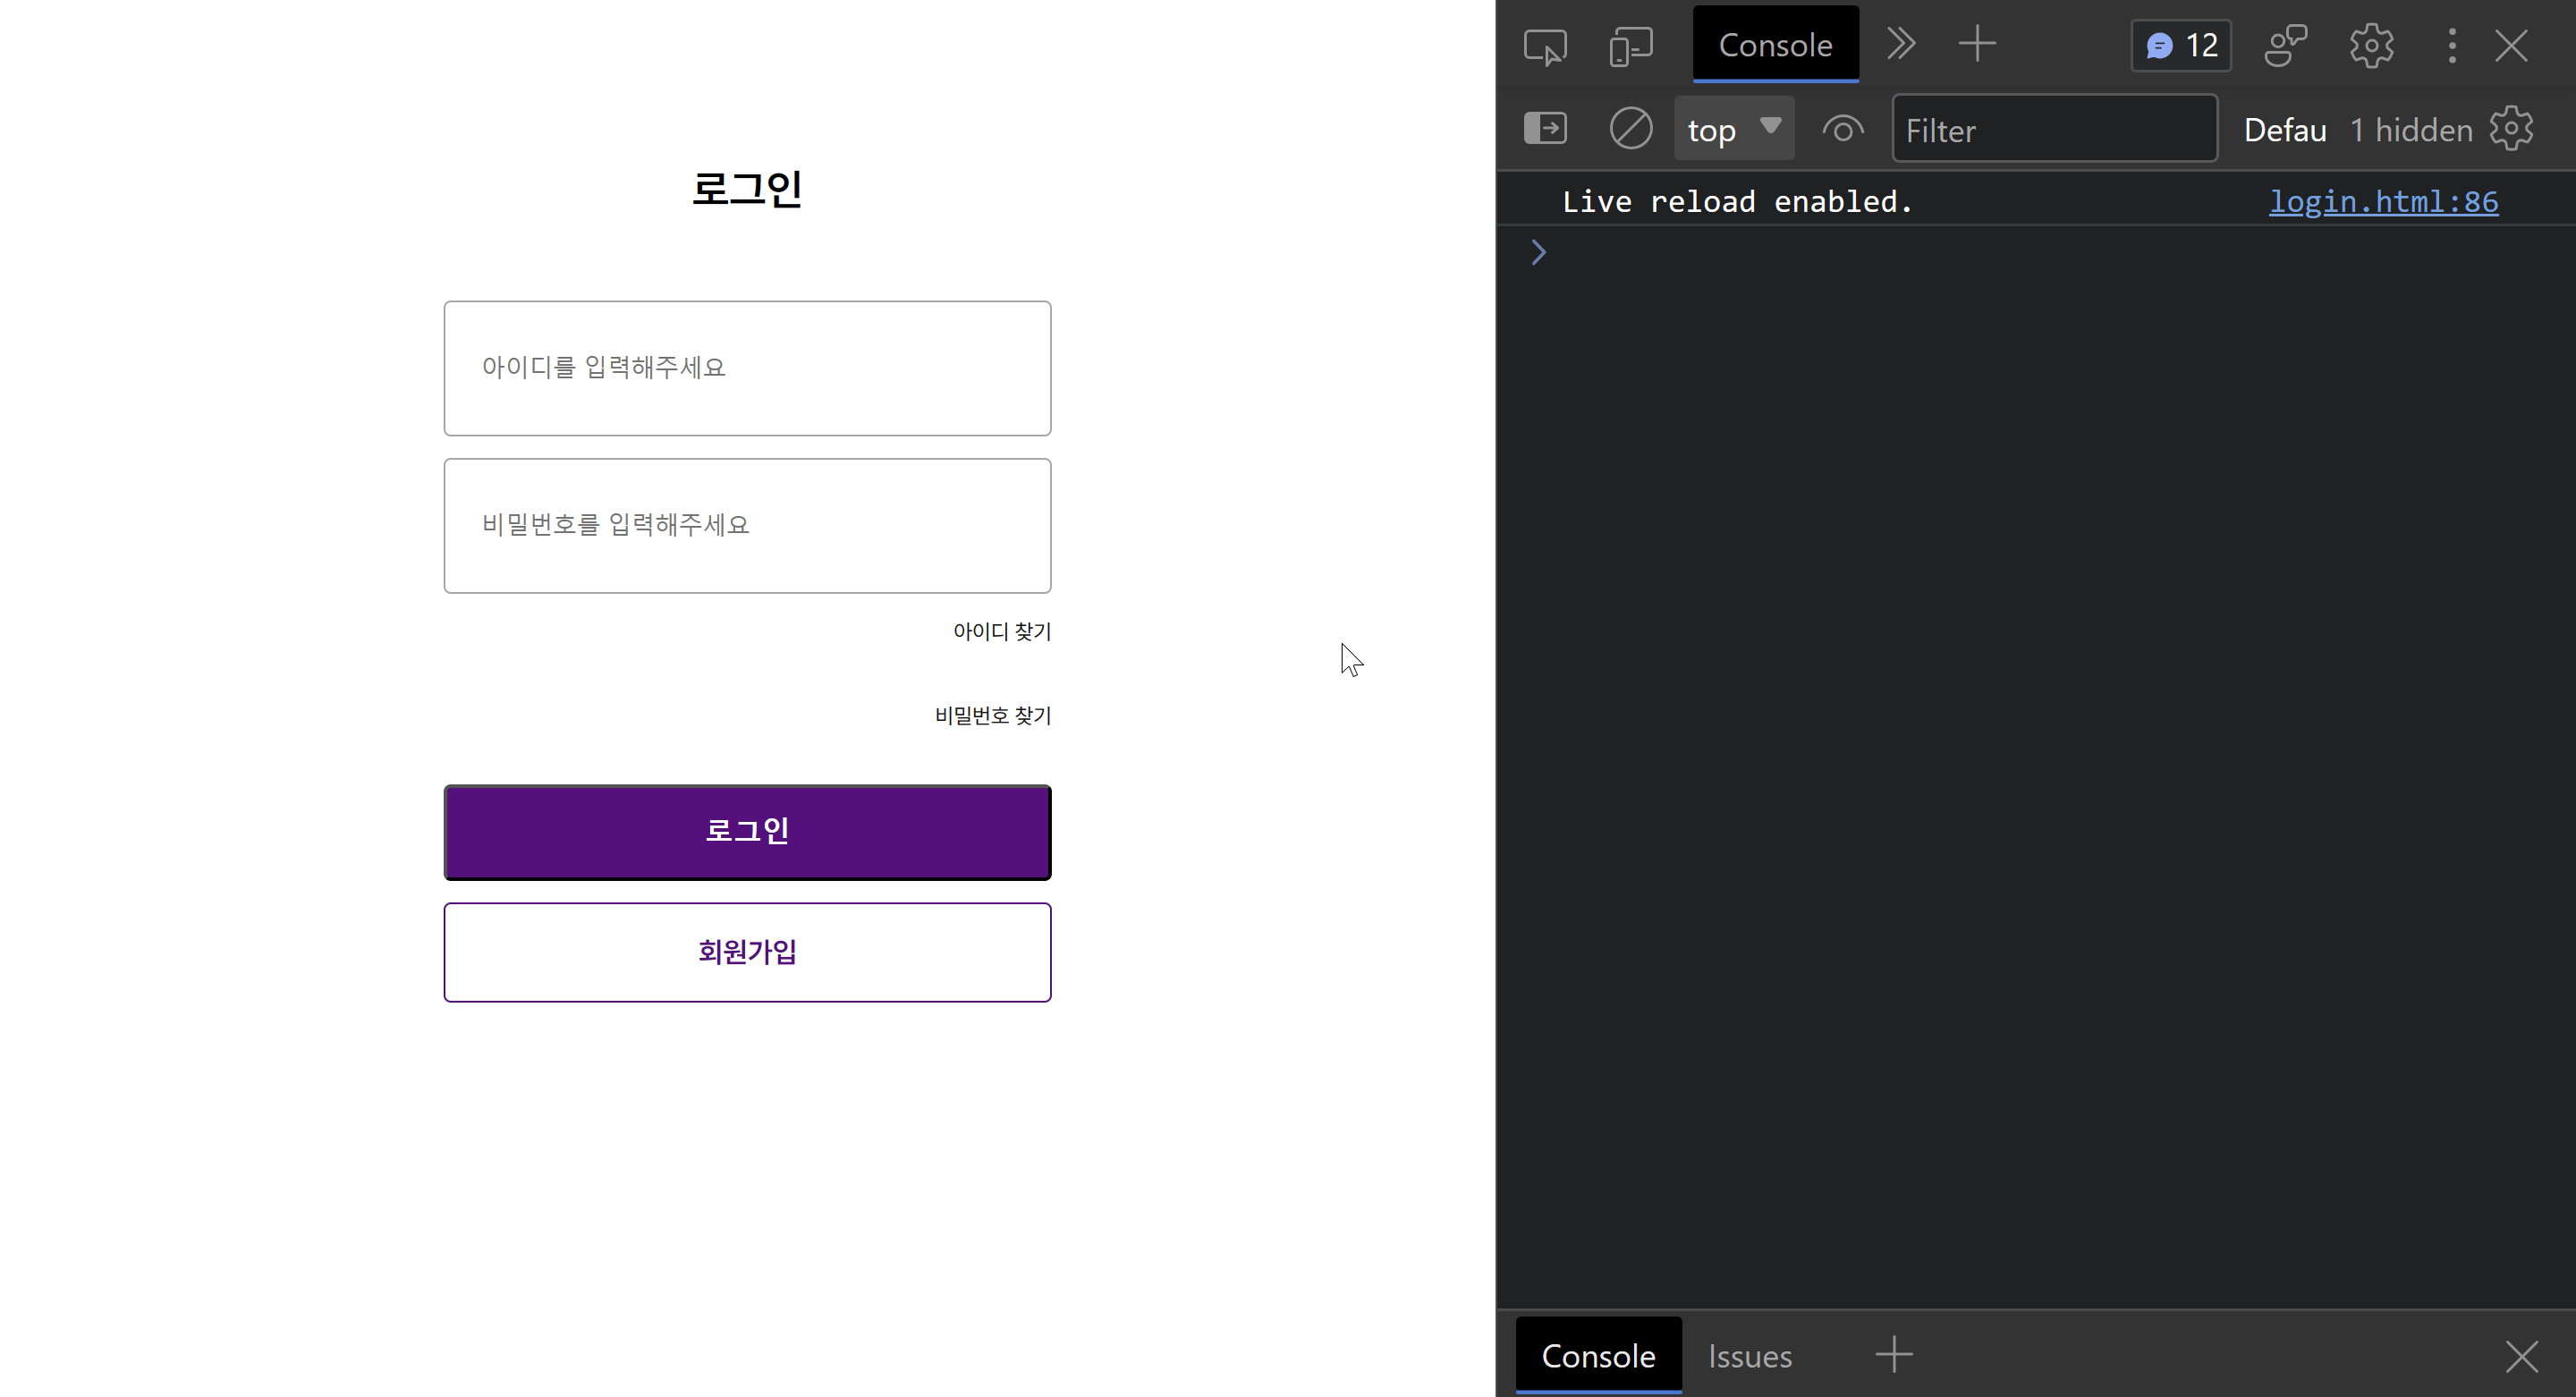 로그인
아이디를 입력해주세요
비밀번호를 입력해주세요
아이디 찾기
비밀번호 찾기
로그인
회원가입
Console
12
top
Filter
Defau
1 hidden
Live reload enabled.
login.html:86
Console
Issues